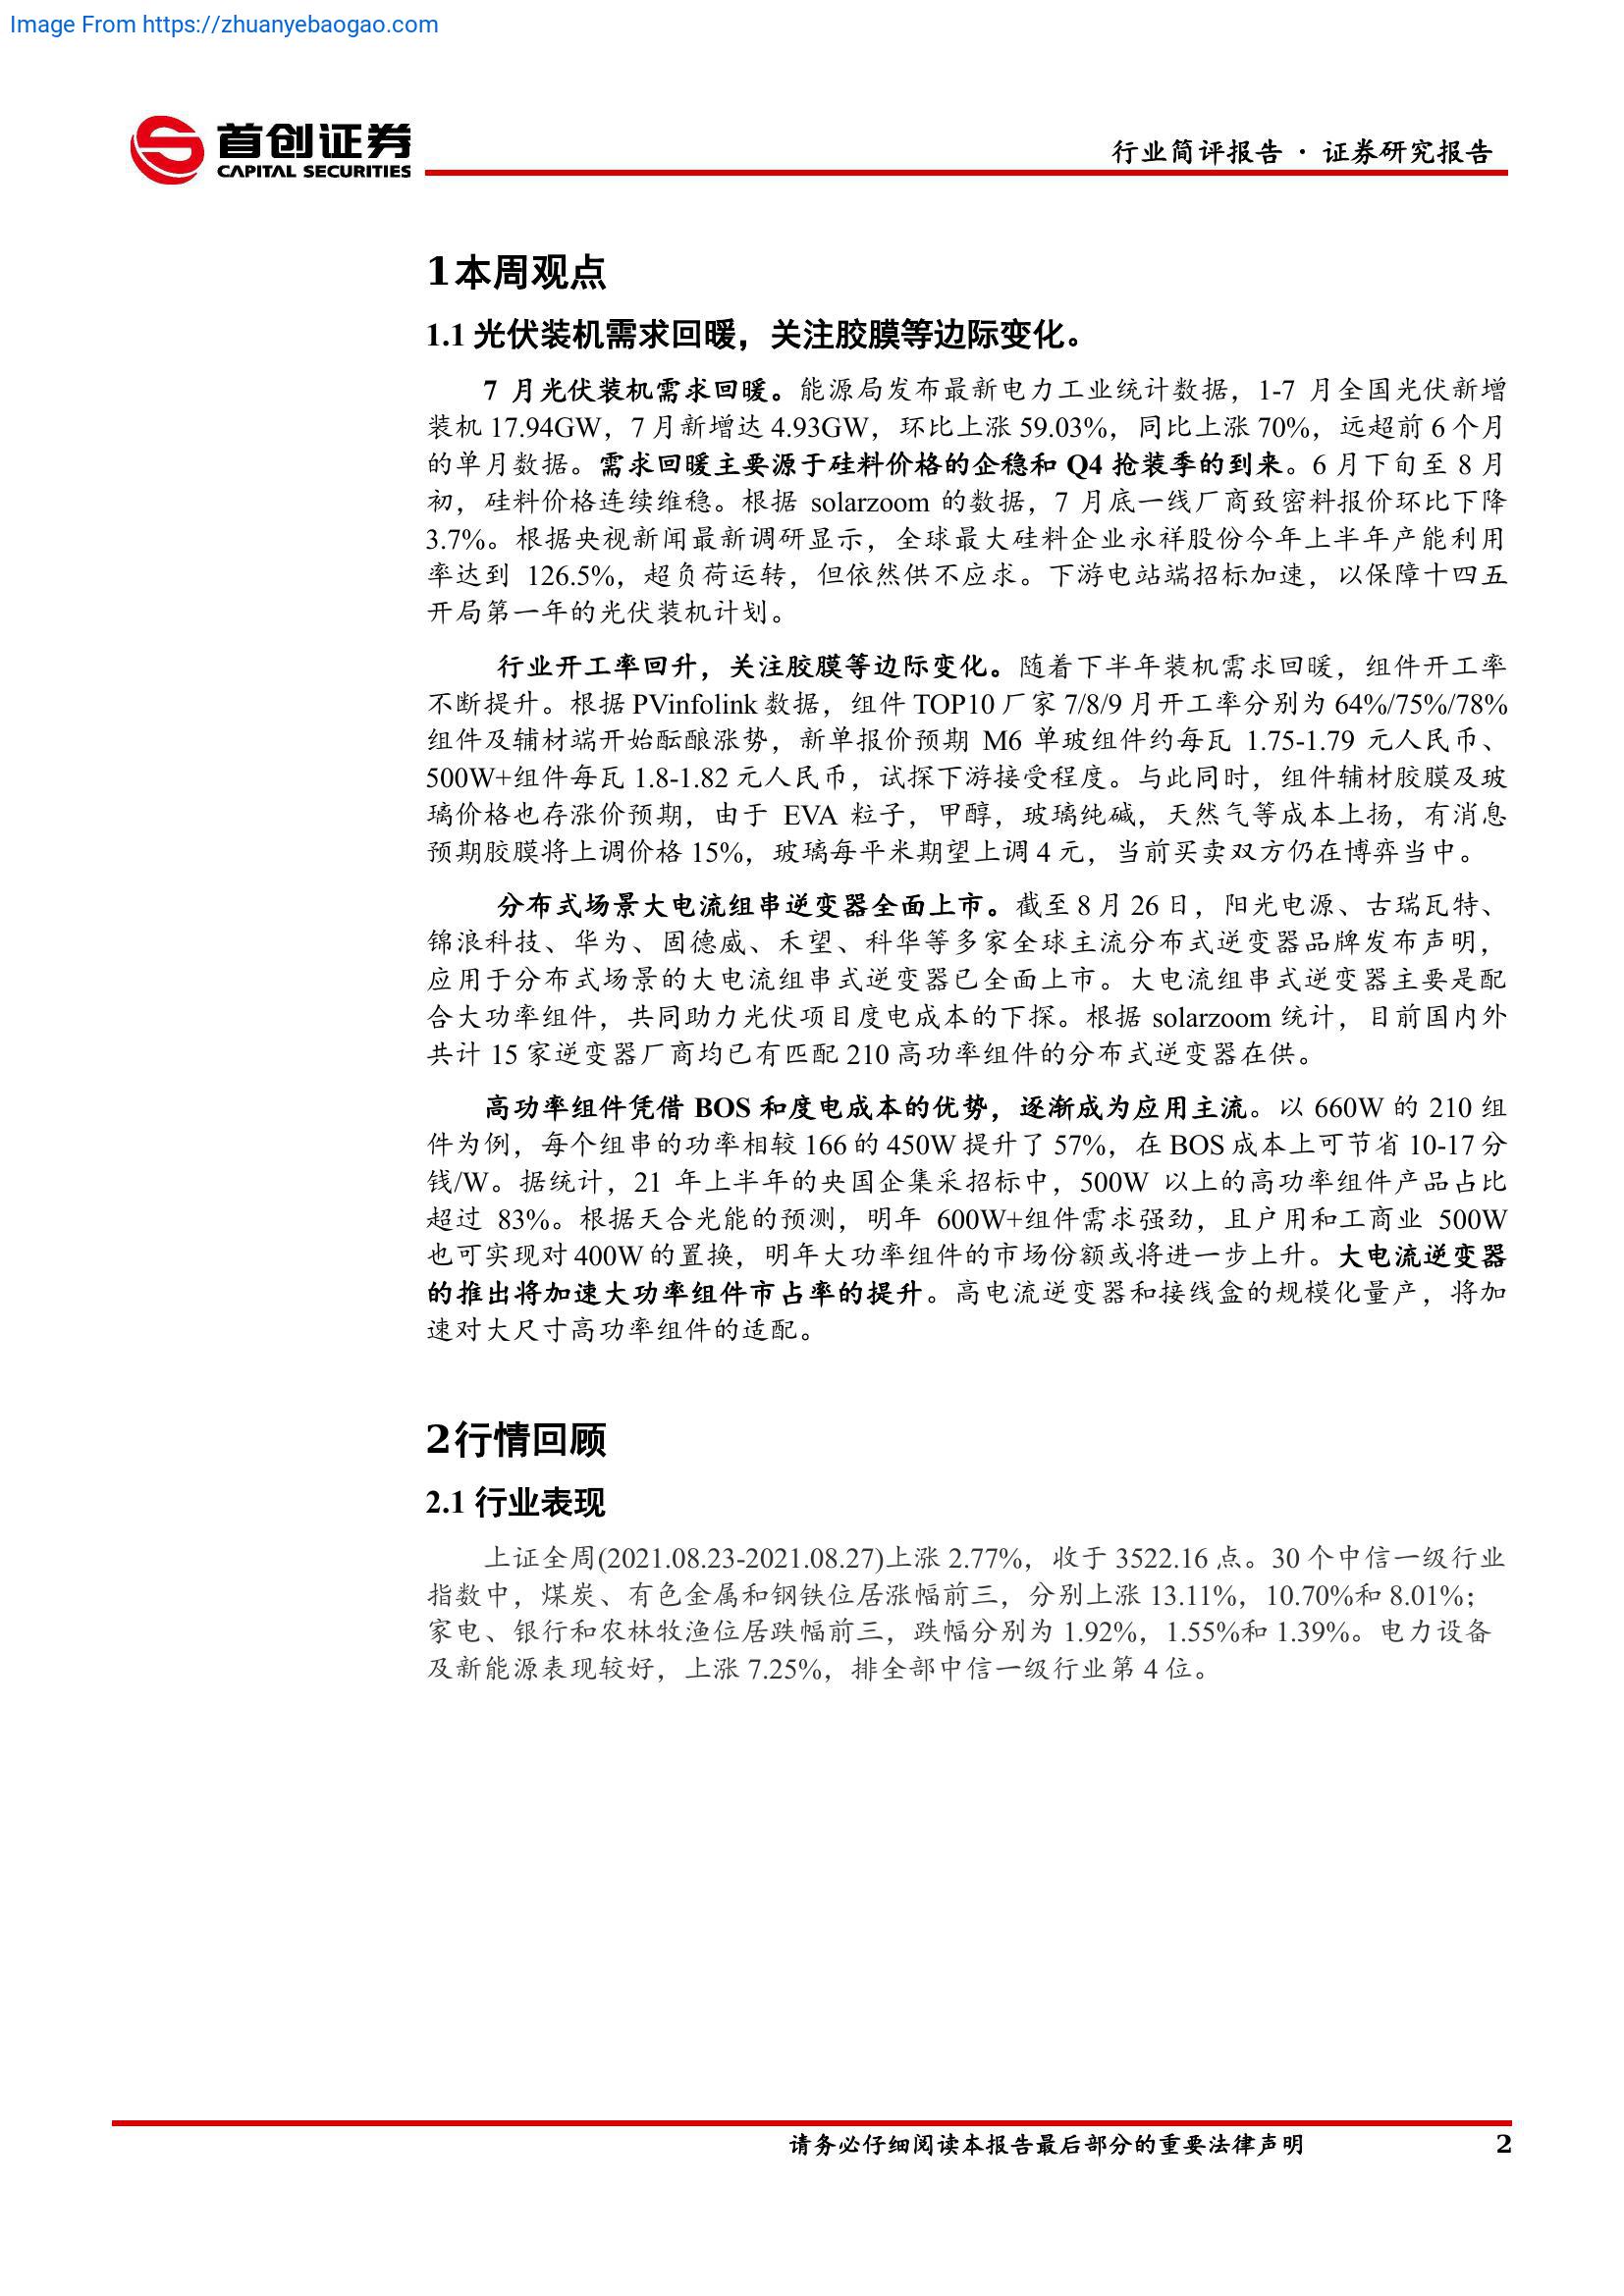 Image From https://zhuanyebaogao.com
首创证券
CAPITAL SECURITIES
行业简评报告 · 证券研究报告
1本周观点
1.1 光伏装机需求回暖，关注胶膜等边际变化。
7 月光伏装机需求回暖。能源局发布最新电力工业统计数据，1-7 月全国光伏新增
装机 17.94GW，7 月新增达 4.93GW，环比上涨 59.03%，同比上涨 70%，远超前 6 个月
的单月数据。需求回暖主要源于硅料价格的企稳和 Q4 抢装季的到来。6 月下旬至 8 月
初，硅料价格连续维稳。根据 solarzoom 的数据，7 月底一线厂商致密料报价环比下降
3.7%。根据央视新闻最新调研显示，全球最大硅料企业永祥股份今年上半年产能利用
率达到 126.5%，超负荷运转，但依然供不应求。下游电站端招标加速，以保障十四五
开局第一年的光伏装机计划。
行业开工率回升，关注胶膜等边际变化。随着下半年装机需求回暖，组件开工率
不断提升。根据 PVinfolink 数据，组件 TOP10 厂家 7/8/9 月开工率分别为 64%/75%/78%
组件及辅材端开始酝酿涨势，新单报价预期 M6 单玻组件约每瓦 1.75-1.79 元人民币、
500W+组件每瓦 1.8-1.82 元人民币，试探下游接受程度。与此同时，组件辅材胶膜及玻
璃价格也存涨价预期，由于 EVA 粒子，甲醇，玻璃纯碱，天然气等成本上扬，有消息
预期胶膜将上调价格 15%，玻璃每平米期望上调 4 元，当前买卖双方仍在博弈当中。
分布式场景大电流组串逆变器全面上市。截至 8 月 26 日，阳光电源、古瑞瓦特、
锦浪科技、华为、固德威、禾望、科华等多家全球主流分布式逆变器品牌发布声明，
应用于分布式场景的大电流组串式逆变器已全面上市。大电流组串式逆变器主要是配
合大功率组件，共同助力光伏项目度电成本的下探。根据 solarzoom 统计，目前国内外
共计 15 家逆变器厂商均已有匹配 210 高功率组件的分布式逆变器在供。
高功率组件凭借 BOS 和度电成本的优势，逐渐成为应用主流。以 660W 的 210 组
件为例，每个组串的功率相较 166 的 450W 提升了 57%，在 BOS 成本上可节省 10-17 分
钱/W。据统计，21 年上半年的央国企集采招标中，500W 以上的高功率组件产品占比
超过 83%。根据天合光能的预测，明年 600W+组件需求强劲，且户用和工商业 500W
也可实现对 400W 的置换，明年大功率组件的市场份额或将进一步上升。大电流逆变器
的推出将加速大功率组件市占率的提升。高电流逆变器和接线盒的规模化量产，将加
速对大尺寸高功率组件的适配。
2行情回顾
2.1 行业表现
上证全周(2021.08.23-2021.08.27)上涨 2.77%，收于 3522.16 点。30 个中信一级行业
指数中，煤炭、有色金属和钢铁位居涨幅前三，分别上涨 13.11%，10.70%和 8.01%；
家电、银行和农林牧渔位居跌幅前三，跌幅分别为 1.92%，1.55%和 1.39%。电力设备
及新能源表现较好，上涨 7.25%，排全部中信一级行业第 4 位。
请务必仔细阅读本报告最后部分的重要法律声明
2